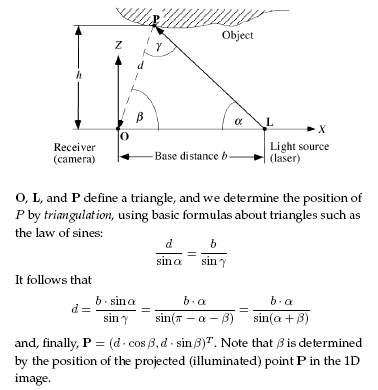 P
Object
Z
γ
h
d
β
α
L
X
O
Receiver
(camera)
Base distance b
Light source
(laser)
O, L, and P define a triangle, and we determine the position of
P by triangulation, using basic formulas about triangles such as
the law of sines:
d / sin α = b / sin γ
It follows that
d = b · sin α / sin γ = b · α / sin(π − α − β) = b · α / sin(α + β)
and, finally, P = (d · cos β, d · sin β)^T. Note that β is determined
by the position of the projected (illuminated) point P in the 1D
image.